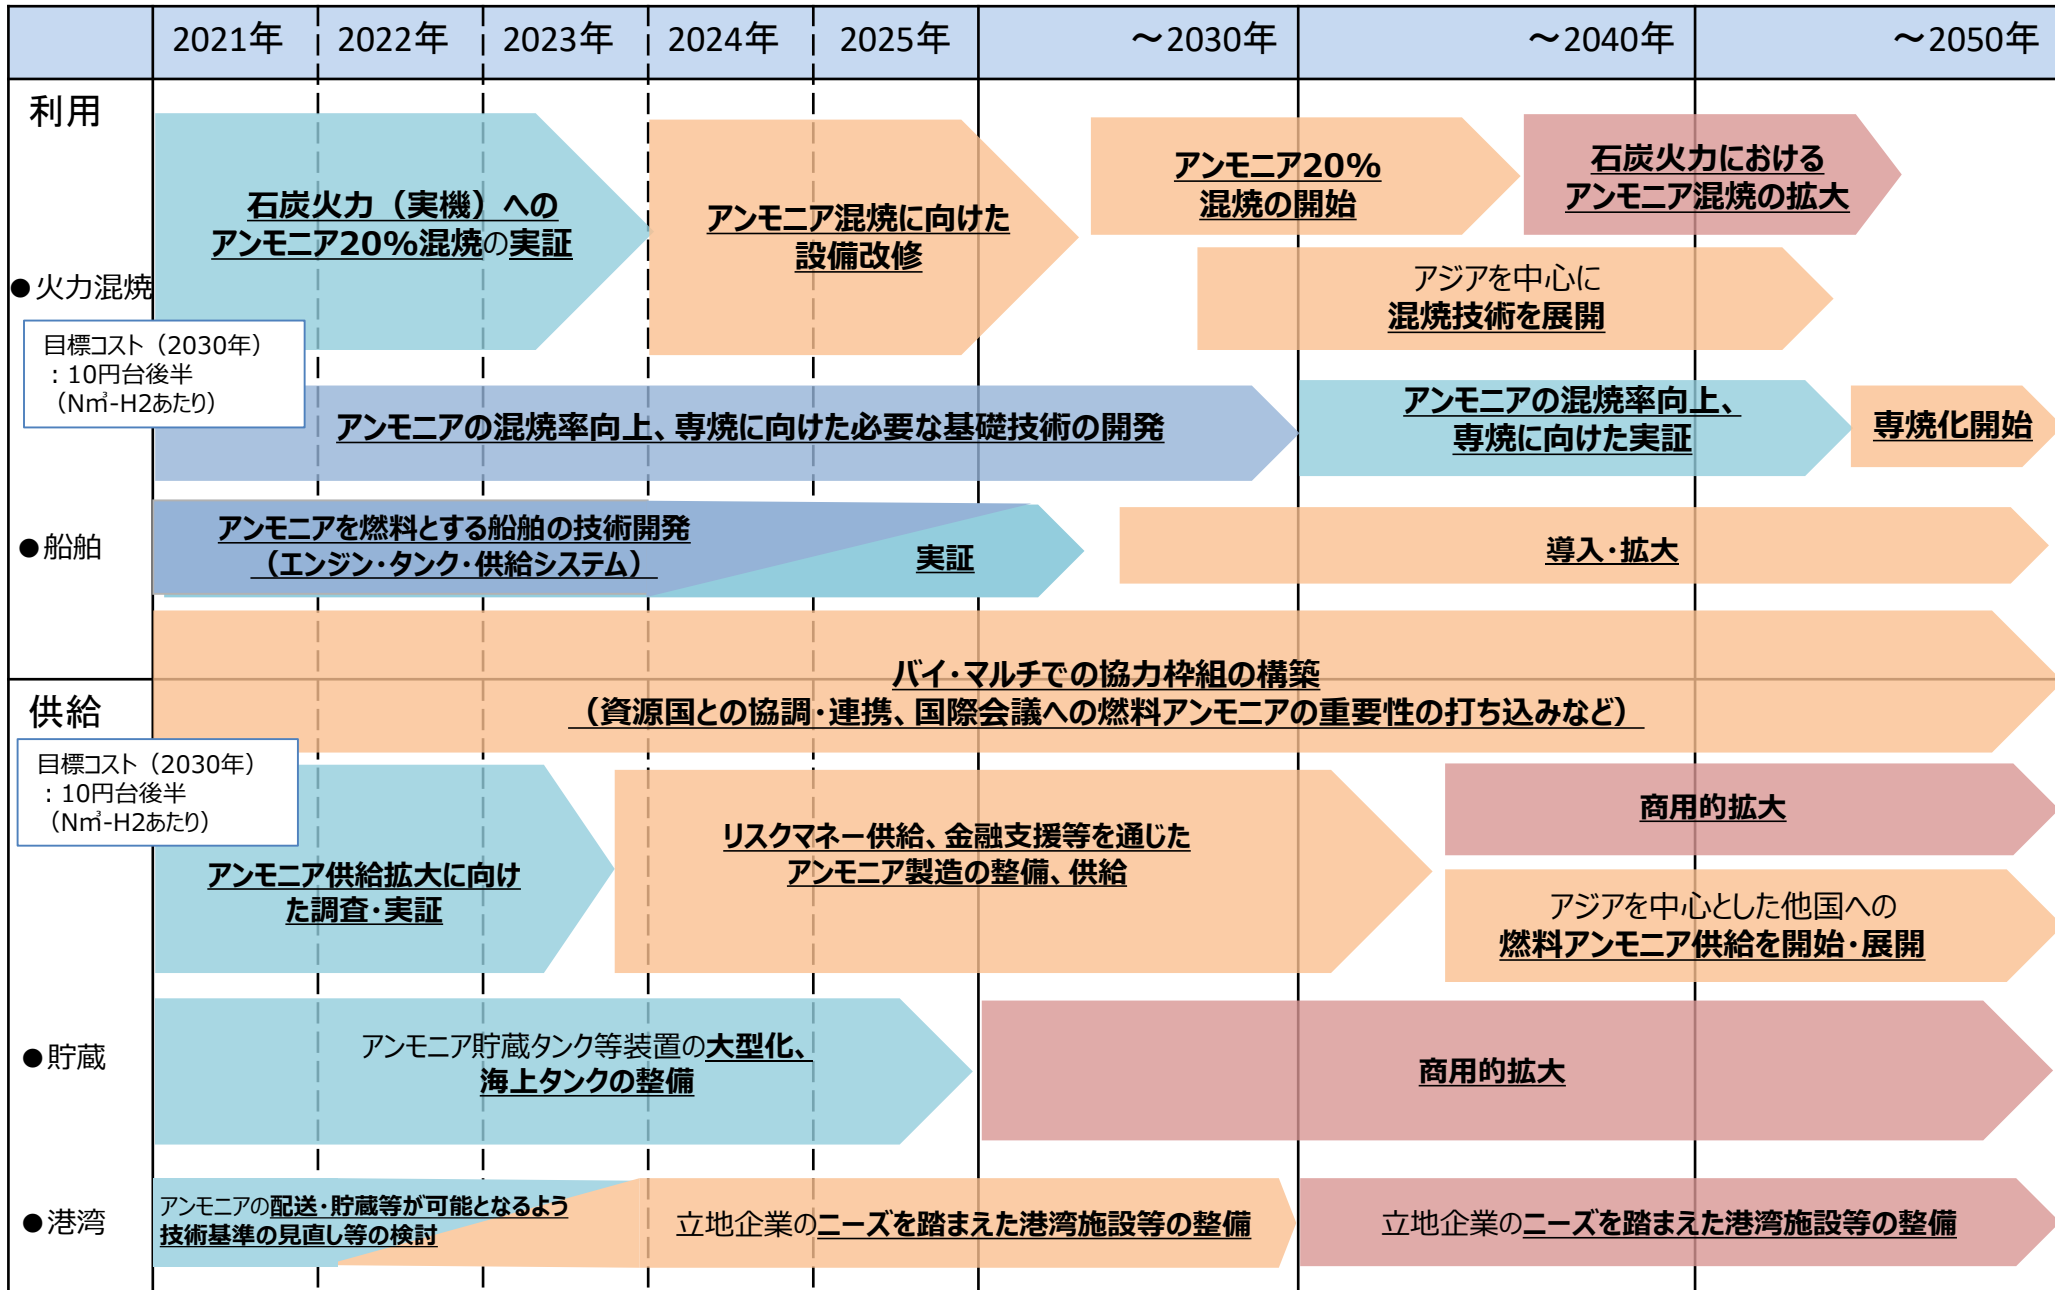 2021年
2022年
2023年
2024年
2025年
～2030年
～2040年
～2050年
利用
●火力混焼
目標コスト（2030年）
：10円台後半
（N㎥-H2あたり）
石炭火力（実機）への
アンモニア20%混焼の実証
アンモニア混焼に向けた
設備改修
アンモニア20%
混焼の開始
石炭火力における
アンモニア混焼の拡大
アジアを中心に
混焼技術を展開
アンモニアの混焼率向上、専焼に向けた必要な基礎技術の開発
アンモニアの混焼率向上、
専焼に向けた実証
専焼化開始
●船舶
アンモニアを燃料とする船舶の技術開発
（エンジン・タンク・供給システム）
実証
導入・拡大
バイ・マルチでの協力枠組の構築
（資源国との協調・連携、国際会議への燃料アンモニアの重要性の打ち込みなど）
供給
目標コスト（2030年）
：10円台後半
（N㎥-H2あたり）
アンモニア供給拡大に向け
た調査・実証
リスクマネー供給、金融支援等を通じた
アンモニア製造の整備、供給
商用的拡大
アジアを中心とした他国への
燃料アンモニア供給を開始・展開
●貯蔵
アンモニア貯蔵タンク等装置の大型化、
海上タンクの整備
商用的拡大
●港湾
アンモニアの配送・貯蔵等が可能となるよう
技術基準の見直し等の検討
立地企業のニーズを踏まえた港湾施設等の整備
立地企業のニーズを踏まえた港湾施設等の整備